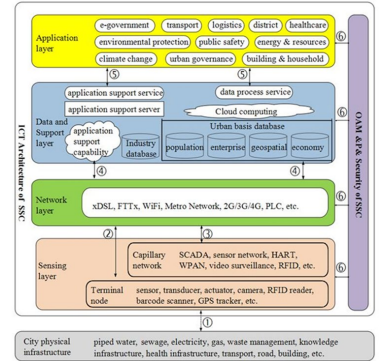 e-government transport logistics district healthcare
Application layer
environmental protection public safety energy & resources
climate change urban governance building & household
⑥
⑤ ⑤
application support service data process service
application support server Cloud computing
Data and Support layer
⑥
Urban basis database
application support capability
Industry database
population enterprise geospatial economy
④ ④
Network layer
xDSL, FTTx, WiFi, Metro Network, 2G/3G/4G, PLC, etc.
⑥
② ③
Capillary network
SCADA, sensor network, HART
WPAN, video surveillance, RFID, etc.
Sensing layer
⑥
Terminal node
sensor, transducer, actuator, camera, RFID reader,
barcode scanner, GPS tracker, etc.
①
City physical infrastructure
piped water, sewage, electricity, gas, waste management, knowledge
infrastructure, health infrastructure, transport, road, building, etc.
ICT Architecture of SSC
OAM &P& Security of SSC